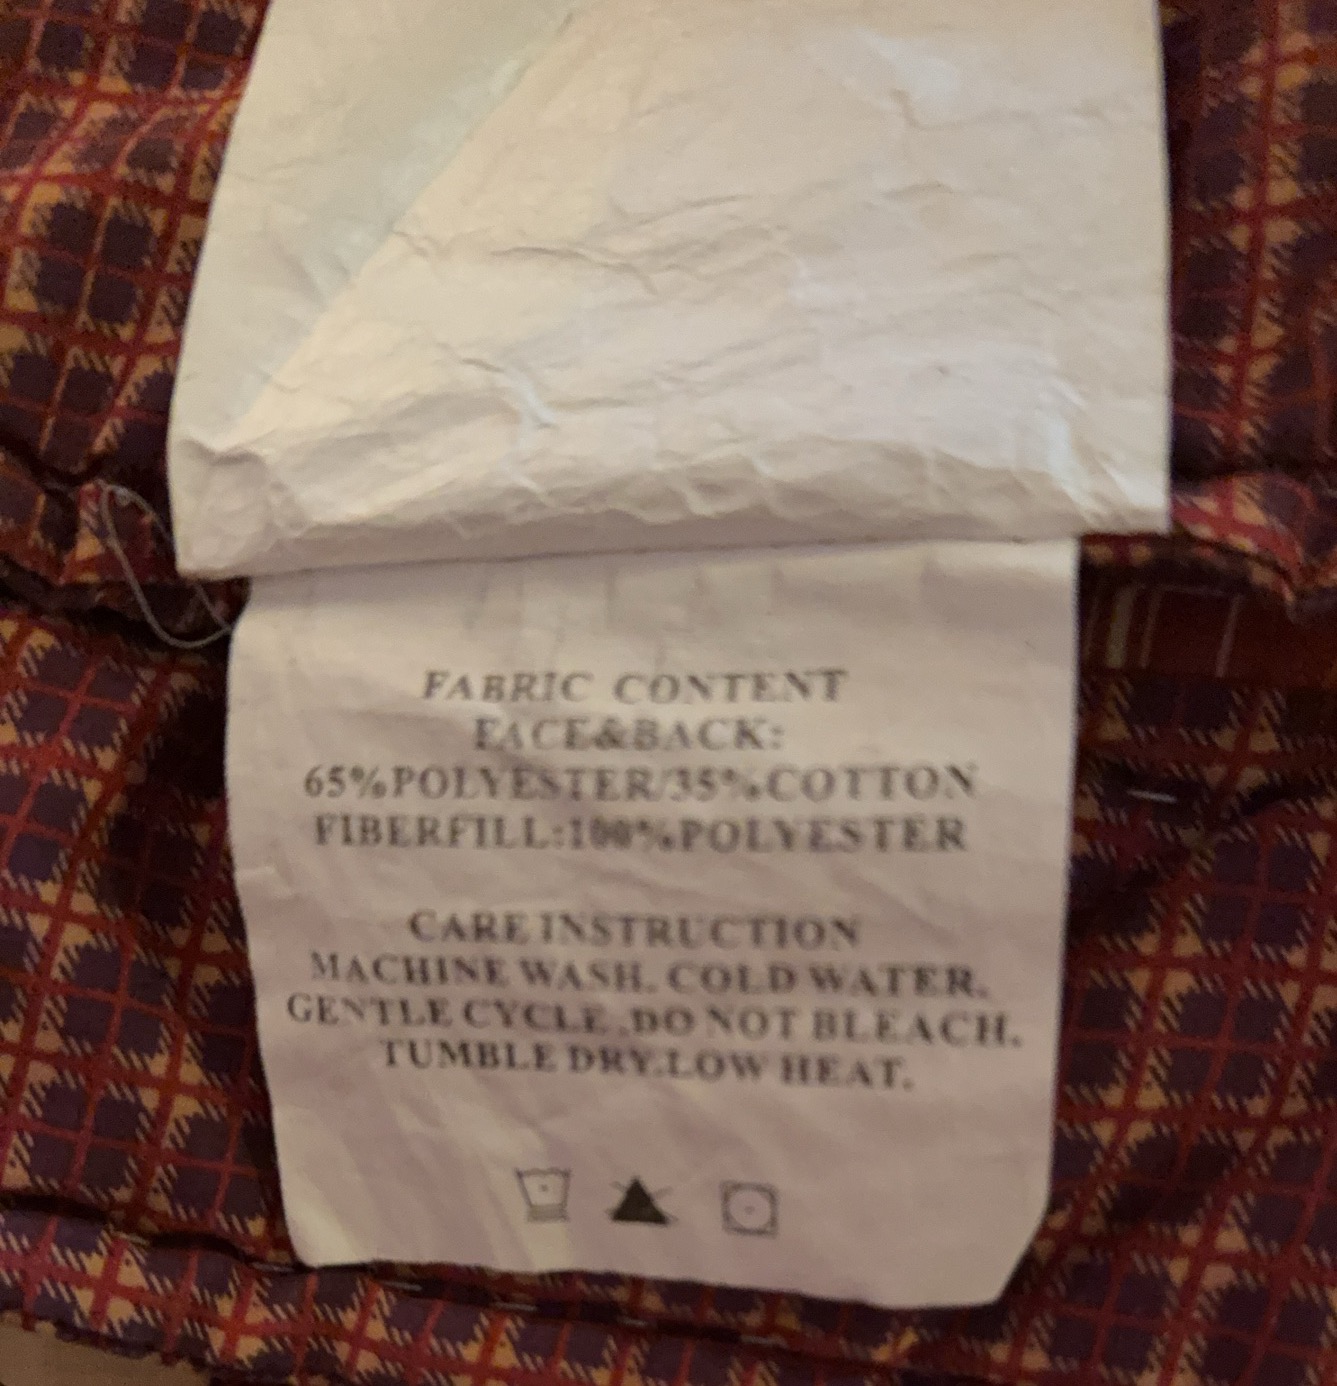 FABRIC CONTENT
FACE&BACK:
65%POLYESTER/35%COTTON
FIBERFILL:100%POLYESTER
CARE INSTRUCTION
MACHINE WASH. COLD WATER.
GENTLE CYCLE .DO NOT BLEACH.
TUMBLE DRY.LOW HEAT.